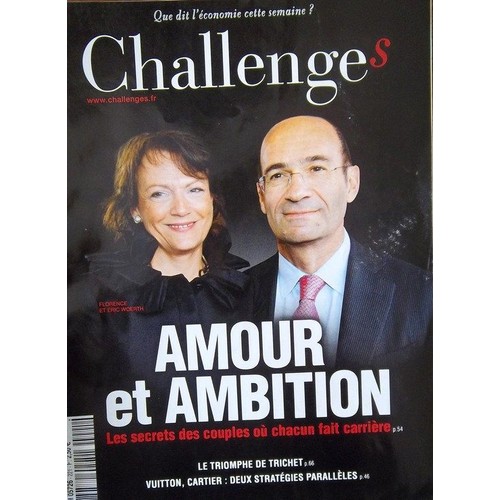 Que dit l'économie cette semaine ?
Challenges
www.challenges.fr
FLORENCE
ET ERIC WOERTH
AMOUR
et AMBITION
Les secrets des couples où chacun fait carrière p.54
LE TRIOMPHE DE TRICHET p.66
VUITTON, CARTIER : DEUX STRATÉGIES PARALLÈLES p.46